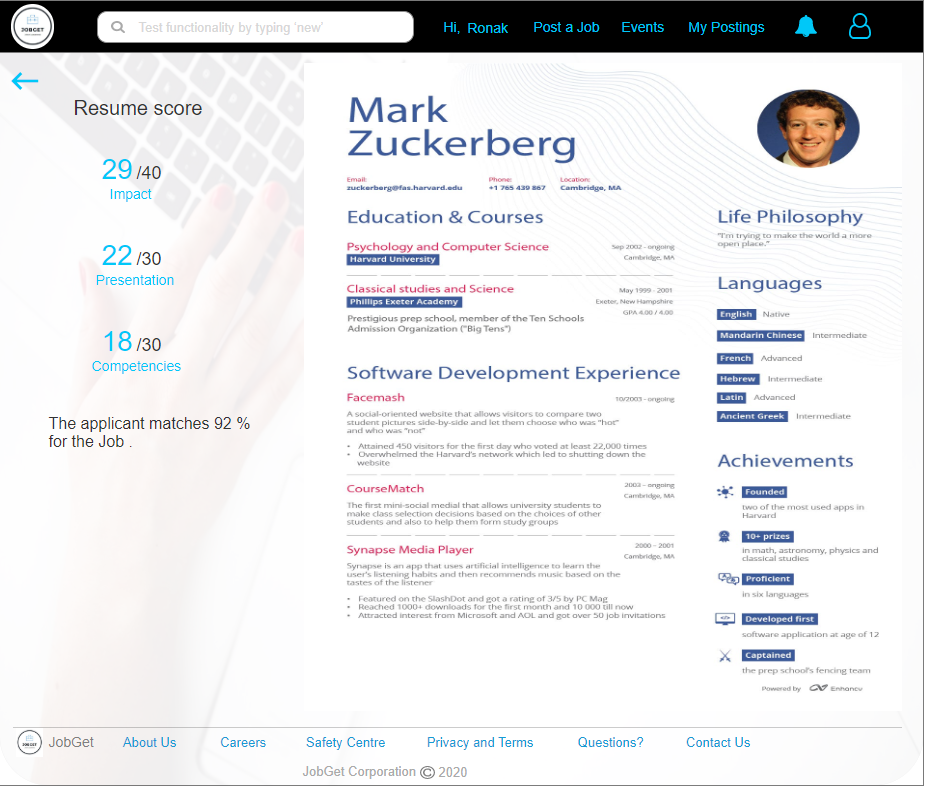 JOBGET
Test functionality by typing 'new'
Hi, Ronak
Post a Job
Events
My Postings
Resume score
29 /40
Impact
22 /30
Presentation
18 /30
Competencies
The applicant matches 92 %
for the Job .
Mark
Zuckerberg
Email:
zuckerberg@fas.harvard.edu
Phone:
+1 765 439 867
Location:
Cambridge, MA
Education & Courses
Psychology and Computer Science
Harvard University
Sep 2002 - ongoing
Cambridge, MA
Classical studies and Science
Phillips Exeter Academy
May 1999 - 2001
Exeter, New Hampshire
GPA 4.00 / 4.00
Prestigious prep school, member of the Ten Schools
Admission Organization ("Big Tens")
Software Development Experience
Facemash
10/2003 - ongoing
A social-oriented website that allows visitors to compare two
student pictures side-by-side and let them choose who was "hot"
and who was "not"
• Attained 450 visitors for the first day who voted at least 22,000 times
• Overwhelmed the Harvard's network which led to shutting down the
website
CourseMatch
2003 - ongoing
Cambridge, MA
The first mini-social medial that allows university students to
make class selection decisions based on the choices of other
students and also to help them form study groups
Synapse Media Player
2000 - 2001
Cambridge, MA
Synapse is an app that uses artificial intelligence to learn the
user's listening habits and then recommends music based on the
tastes of the listener
• Featured on the SlashDot and got a rating of 3/5 by PC Mag
• Reached 1000+ downloads for the first month and 10 000 till now
• Attracted interest from Microsoft and AOL and got over 50 job invitations
Life Philosophy
"I'm trying to make the world a more
open place."
Languages
English Native
Mandarin Chinese Intermediate
French Advanced
Hebrew Intermediate
Latin Advanced
Ancient Greek Intermediate
Achievements
Founded
two of the most used apps in
Harvard
10+ prizes
in math, astronomy, physics and
classical studies
Proficient
in six languages
Developed first
software application at age of 12
Captained
the prep school's fencing team
Powered by Enhancv
JOBGET
JobGet
About Us
Careers
Safety Centre
Privacy and Terms
Questions?
Contact Us
JobGet Corporation © 2020